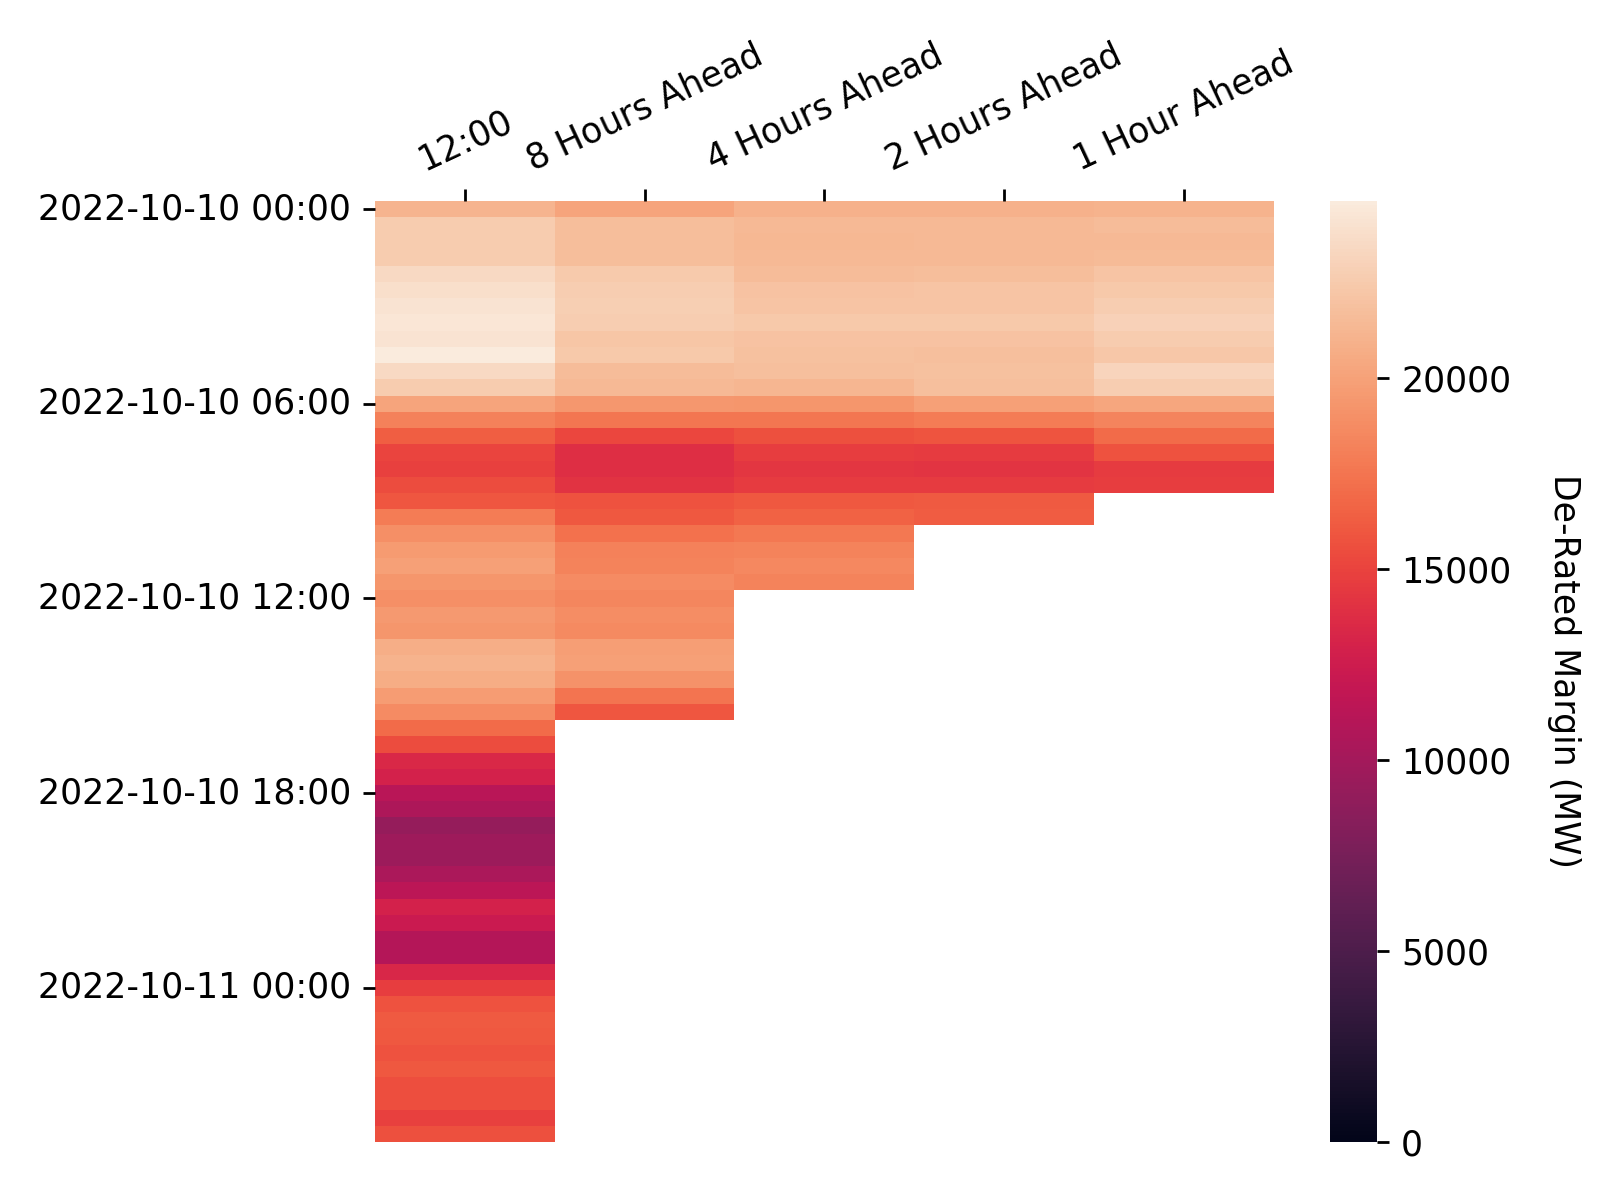 12:00
8 Hours Ahead
4 Hours Ahead
2 Hours Ahead
1 Hour Ahead
2022-10-10 00:00
2022-10-10 06:00
2022-10-10 12:00
2022-10-10 18:00
2022-10-11 00:00
20000
15000
10000
5000
0
De-Rated Margin (MW)